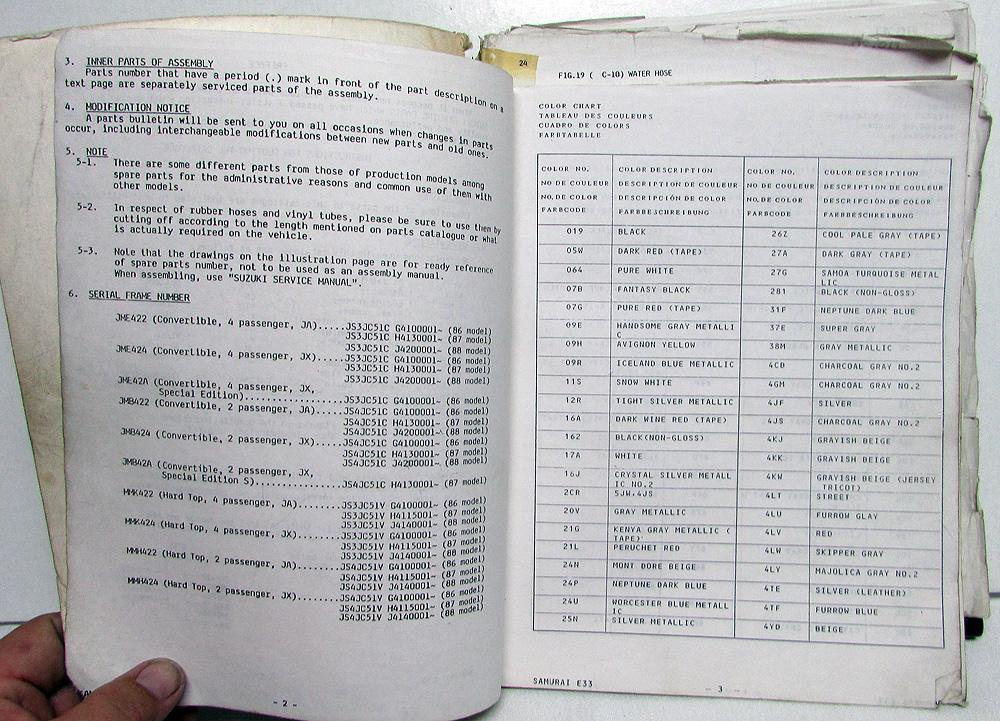 3. INNER PARTS OF ASSEMBLY
Parts number that have a period (.) mark in front of the part description on a
text page are separately serviced parts of the assembly.
4. MODIFICATION NOTICE
A parts bulletin will be sent to you on all occasions when changes in parts
occur, including interchangeable modifications between new parts and old ones.
5. NOTE
5-1. There are some different parts from those of production models among
spare parts for the administrative reasons and common use of them with
other models.
5-2. In respect of rubber hoses and vinyl tubes, please be sure to use them by
cutting off according to the length mentioned on parts catalogue or what
is actually required on the vehicle.
5-3. Note that the drawings on the illustration page are for ready reference
of spare parts number, not to be used as an assembly manual.
When assembling, use "SUZUKI SERVICE MANUAL".
6. SERIAL FRAME NUMBER
JME422 (Convertible, 4 passenger, JA).....JS3JC51C G4100001~ (86 model)
JS3JC51C H4130001~ (87 model)
JS3JC51C J4200001~ (88 model)
JME424 (Convertible, 4 passenger, JX).....JS3JC51C G4100001~ (86 model)
JS3JC51C H4130001~ (87 model)
JS3JC51C J4200001~ (88 model)
JME42A (Convertible, 4 passenger, JX,
Special Edition)................JS3JC51C G4100001~ (86 model)
JMB422 (Convertible, 2 passenger, JA).....JS4JC51C G4100001~ (86 model)
JS4JC51C H4130001~ (87 model)
JS4JC51C J4200001~ (88 model)
JMB424 (Convertible, 2 passenger, JX).....JS4JC51C G4100001~ (86 model)
JS4JC51C H4130001~ (87 model)
JS4JC51C J4200001~ (88 model)
JMB42A (Convertible, 2 passenger, JX,
Special Edition S)..............JS4JC51C H4130001~ (87 model)
MMK422 (Hard Top, 4 passenger, JA)........JS3JC51V G4100001~ (86 model)
JS3JC51V H4115001~ (87 model)
JS3JC51V J4140001~ (88 model)
MMK424 (Hard Top, 4 passenger, JX)........JS3JC51V G4100001~ (86 model)
JS3JC51V H4115001~ (87 model)
JS3JC51V J4140001~ (88 model)
MMH422 (Hard Top, 2 passenger, JA)........JS4JC51V G4100001~ (86 model)
JS4JC51V H4115001~ (87 model)
JS4JC51V J4140001~ (88 model)
MMH424 (Hard Top, 2 passenger, JX)........JS4JC51V G4100001~ (86 model)
JS4JC51V H4115001~ (87 model)
JS4JC51V J4140001~ (88 model)
- 2 -
24
FIG.19 ( C-10) WATER HOSE
COLOR CHART
TABLEAU DES COULEURS
CUADRO DE COLORS
FARBTABELLE
COLOR NO. COLOR DESCRIPTION COLOR NO. COLOR DESCRIPTION
NO DE COULEUR DESCRIPTION DE COULEUR NO DE COULEUR DESCRIPTION DE COULEUR
NO.DE COLOR DESCRIPCIÓN DE COLOR NO.DE COLOR DESCRIPCIÓN DE COLOR
FARBCODE FARBBESCHREIBUNG FARBCODE FARBBESCHREIBUNG
019 BLACK 26Z COOL PALE GRAY (TAPE)
05W DARK RED (TAPE) 27A DARK GRAY (TAPE)
064 PURE WHITE 27G SAMOA TURQUOISE METAL
LIC
07B FANTASY BLACK 281 BLACK (NON-GLOSS)
07G PURE RED (TAPE) 31F NEPTUNE DARK BLUE
09E HANDSOME GRAY METALLI 37E SUPER GRAY
C
09H AVIGNON YELLOW 38M GRAY METALLIC
09R ICELAND BLUE METALLIC 4CD CHARCOAL GRAY NO.2
11S SNOW WHITE 4GM CHARCOAL GRAY NO.2
12R TIGHT SILVER METALLIC 4JF SILVER
16A DARK WINE RED (TAPE) 4JS CHARCOAL GRAY NO.2
162 BLACK(NON-GLOSS) 4KJ GRAYISH BEIGE
17A WHITE 4KK GRAYISH BEIGE
16J CRYSTAL SILVER METALL 4KW GRAYISH BEIGE (JERSEY
IC NO.2 TRICOT)
2CR 5JW.4JS 4LT STREET
20V GRAY METALLIC 4LU FURROW GLAY
21G KENYA GRAY METALLIC ( 4LV RED
TAPE)
21L PERUCHET RED 4LW SKIPPER GRAY
24N MONT DORE BEIGE 4LY MAJOLICA GRAY NO.2
24P NEPTUNE DARK BLUE 4TE SILVER (LEATHER)
24U WORCESTER BLUE METALL 4TF FURROW BLUE
IC
25N SILVER METALLIC 4YD BEIGE
SAMURAI E33
- 3 -